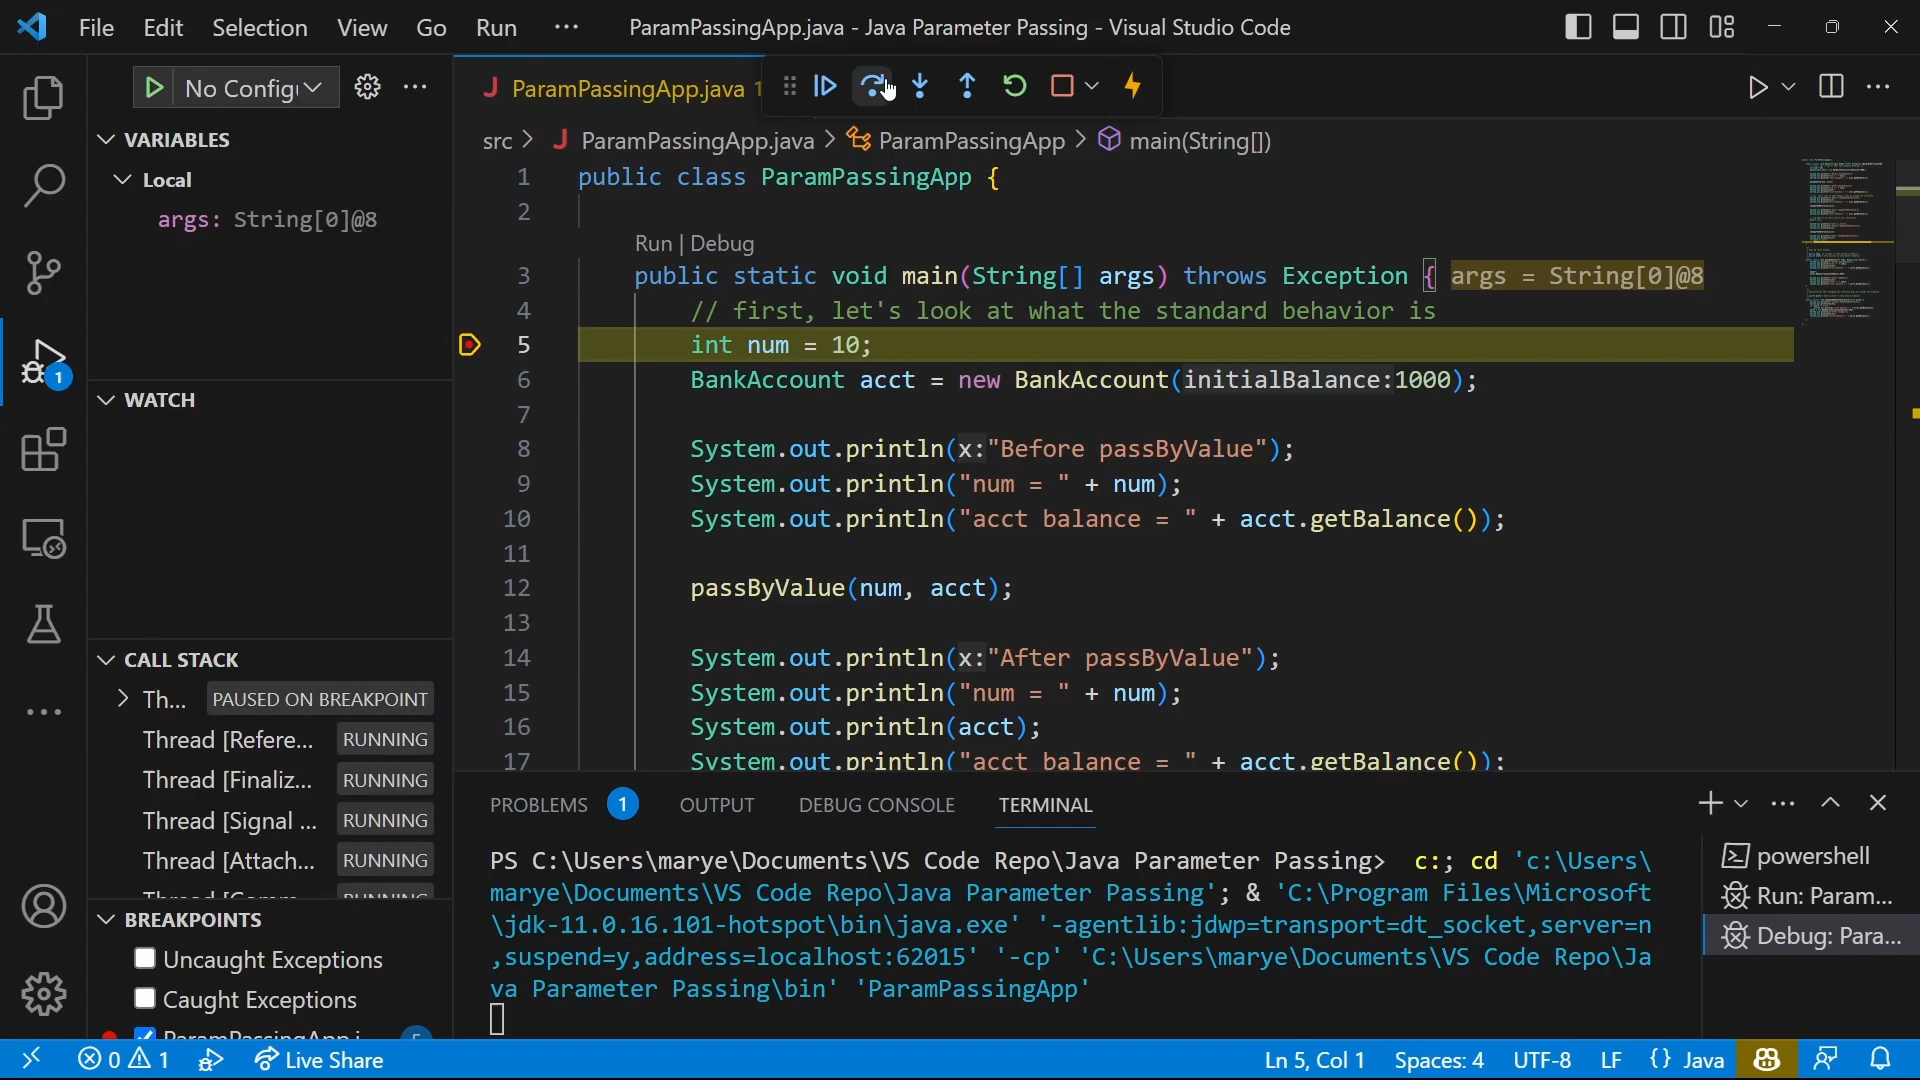 File Edit Selection View Go Run ··· ParamPassingApp.java - Java Parameter Passing - Visual Studio Code
No Config
VARIABLES
Local
args: String[0]@8
WATCH
CALL STACK
Th... PAUSED ON BREAKPOINT
Thread [Refere... RUNNING
Thread [Finaliz... RUNNING
Thread [Signal ... RUNNING
Thread [Attach... RUNNING
BREAKPOINTS
Uncaught Exceptions
Caught Exceptions
1
J ParamPassingApp.java 1
src > J ParamPassingApp.java > ParamPassingApp > main(String[])
1 public class ParamPassingApp {
2
Run | Debug
3 public static void main(String[] args) throws Exception { args = String[0]@8
4 // first, let's look at what the standard behavior is
5 int num = 10;
6 BankAccount acct = new BankAccount(initialBalance:1000);
7
8 System.out.println(x:"Before passByValue");
9 System.out.println("num = " + num);
10 System.out.println("acct balance = " + acct.getBalance());
11
12 passByValue(num, acct);
13
14 System.out.println(x:"After passByValue");
15 System.out.println("num = " + num);
16 System.out.println(acct);
17 System.out.println("acct balance = " + acct.getBalance());
PROBLEMS 1 OUTPUT DEBUG CONSOLE TERMINAL
PS C:\Users\marye\Documents\VS Code Repo\Java Parameter Passing> c:; cd 'c:\Users\
marye\Documents\VS Code Repo\Java Parameter Passing'; & 'C:\Program Files\Microsoft
\jdk-11.0.16.101-hotspot\bin\java.exe' '-agentlib:jdwp=transport=dt_socket,server=n
,suspend=y,address=localhost:62015' '-cp' 'C:\Users\marye\Documents\VS Code Repo\Ja
va Parameter Passing\bin' 'ParamPassingApp'
powershell
Run: Param...
Debug: Para...
0 1 Live Share Ln 5, Col 1 Spaces: 4 UTF-8 LF {} Java